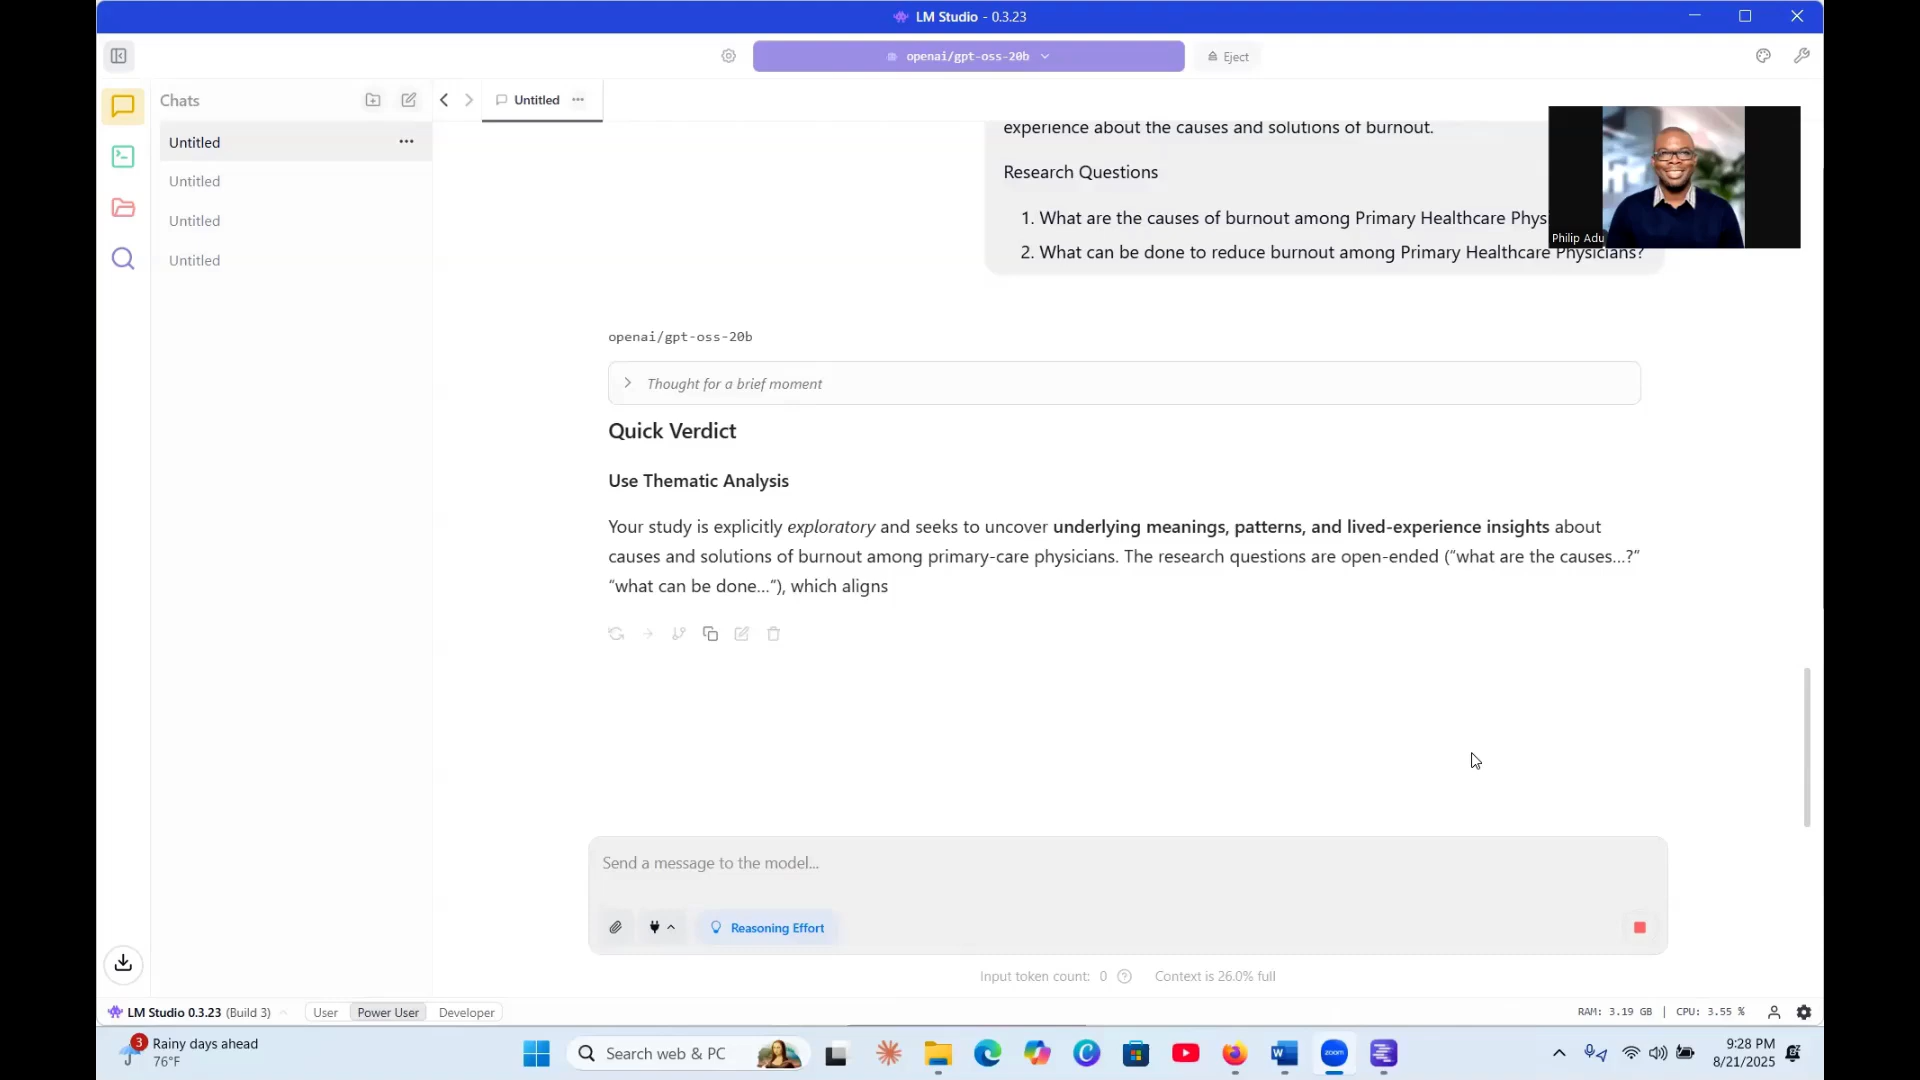 LM Studio - 0.3.23
openai/gpt-oss-20b
Eject
Chats
Untitled
Untitled
Untitled
Untitled
Untitled
experience about the causes and solutions of burnout.
Research Questions
1. What are the causes of burnout among Primary Healthcare Phys
2. What can be done to reduce burnout among Primary Healthcare Physicians?
Philip Adu
openai/gpt-oss-20b
Thought for a brief moment
Quick Verdict
Use Thematic Analysis
Your study is explicitly exploratory and seeks to uncover underlying meanings, patterns, and lived-experience insights about
causes and solutions of burnout among primary-care physicians. The research questions are open-ended (“what are the causes...?”
“what can be done...“), which aligns
Send a message to the model...
Reasoning Effort
Input token count: 0
Context is 26.0% full
LM Studio 0.3.23 (Build 3)
User
Power User
Developer
RAM: 3.19 GB | CPU: 3.55 %
3
Rainy days ahead
76°F
Search web & PC
zoom
9:28 PM
8/21/2025